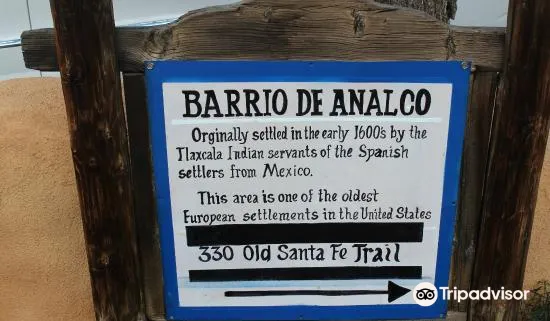 BARRIO DE ANALCO
Orginally settled in the early 1600's by the
Tlaxcala Indian servants of the Spanish
settlers from Mexico.
This area is one of the oldest
European settlements in the United States
330 Old Santa Fe Trail
Tripadvisor